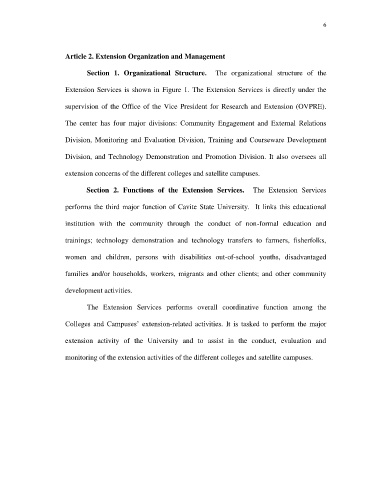 6
Article 2. Extension Organization and Management
Section 1. Organizational Structure. The organizational structure of the
Extension Services is shown in Figure 1. The Extension Services is directly under the
supervision of the Office of the Vice President for Research and Extension (OVPRE).
The center has four major divisions: Community Engagement and External Relations
Division, Monitoring and Evaluation Division, Training and Courseware Development
Division, and Technology Demonstration and Promotion Division. It also oversees all
extension concerns of the different colleges and satellite campuses.
Section 2. Functions of the Extension Services. The Extension Services
performs the third major function of Cavite State University. It links this educational
institution with the community through the conduct of non-formal education and
trainings; technology demonstration and technology transfers to farmers, fisherfolks,
women and children, persons with disabilities out-of-school youths, disadvantaged
families and/or households, workers, migrants and other clients; and other community
development activities.
The Extension Services performs overall coordinative function among the
Colleges and Campuses' extension-related activities. It is tasked to perform the major
extension activity of the University and to assist in the conduct, evaluation and
monitoring of the extension activities of the different colleges and satellite campuses.